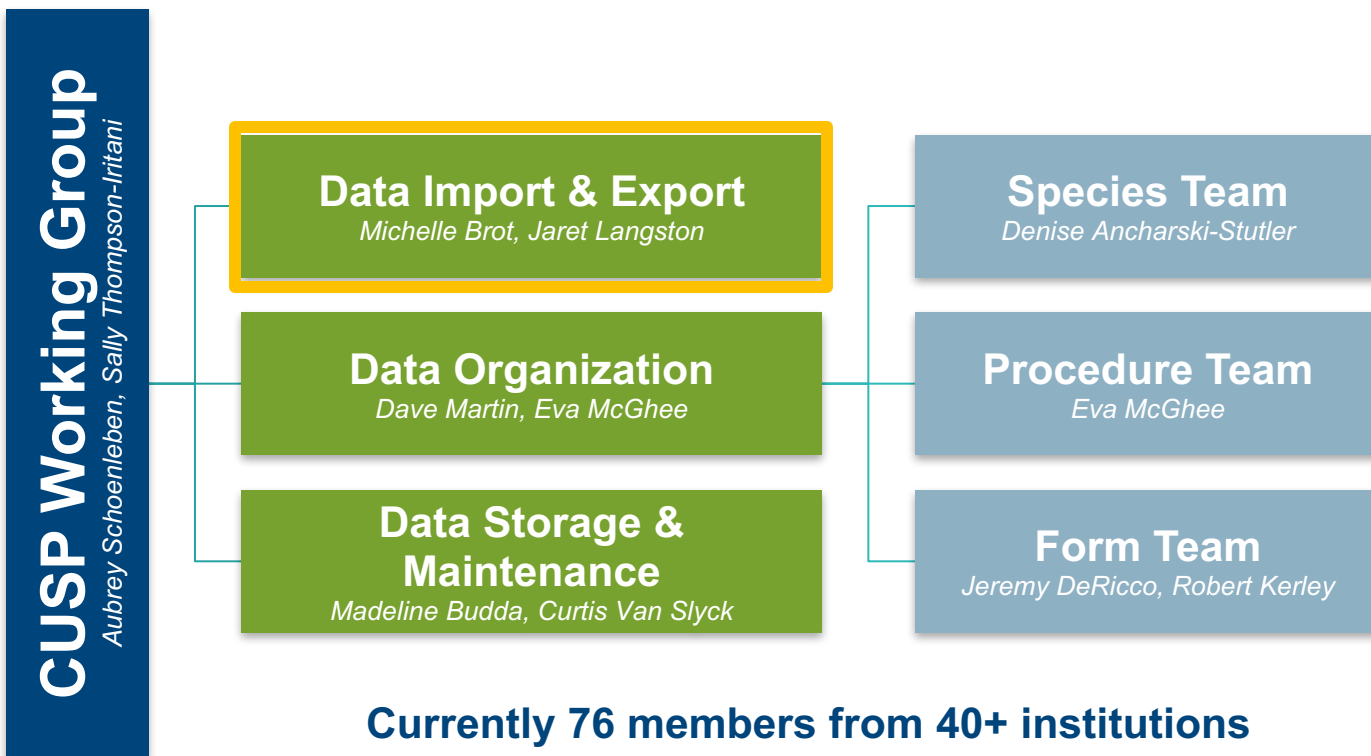 CUSP Working Group
Aubrey Schoenleben, Sally Thompson-Iritani
Data Import & Export
Michelle Brot, Jaret Langston
Data Organization
Dave Martin, Eva McGhee
Data Storage &
Maintenance
Madeline Budda, Curtis Van Slyck
Species Team
Denise Ancharski-Stutler
Procedure Team
Eva McGhee
Form Team
Jeremy DeRicco, Robert Kerley
Currently 76 members from 40+ institutions